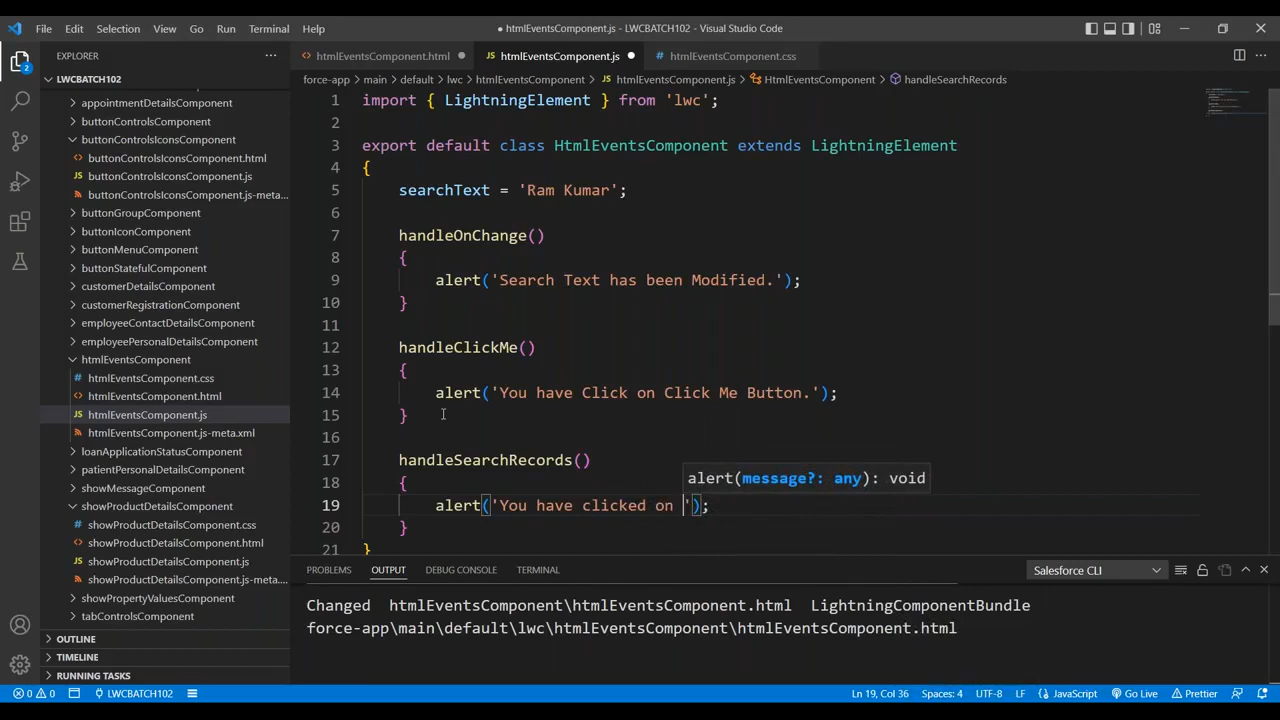 File Edit Selection View Go Run Terminal Help
htmlEventsComponent.js - LWCBATCH102 - Visual Studio Code
EXPLORER
htmlEventsComponent.html
JS htmlEventsComponent.js
# htmlEventsComponent.css
LWCBATCH102
force-app > main > default > lwc > htmlEventsComponent > JS htmlEventsComponent.js > HtmlEventsComponent > handleSearchRecords
appointmentDetailsComponent
buttonControlsComponent
buttonControlsIconsComponent
buttonControlsIconsComponent.html
JS buttonControlsIconsComponent.js
buttonControlsIconsComponent.js-meta...
buttonGroupComponent
buttonIconComponent
buttonMenuComponent
buttonStatefulComponent
customerDetailsComponent
customerRegistrationComponent
employeeContactDetailsComponent
employeePersonalDetailsComponent
htmlEventsComponent
# htmlEventsComponent.css
htmlEventsComponent.html
JS htmlEventsComponent.js
htmlEventsComponent.js-meta.xml
loanApplicationStatusComponent
patientPersonalDetailsComponent
showMessageComponent
showProductDetailsComponent
# showProductDetailsComponent.css
showProductDetailsComponent.html
JS showProductDetailsComponent.js
showProductDetailsComponent.js-meta....
showPropertyValuesComponent
tabControlsComponent
OUTLINE
TIMELINE
RUNNING TASKS
1 import { LightningElement } from 'lwc';
2
3 export default class HtmlEventsComponent extends LightningElement
4 {
5 searchText = 'Ram Kumar';
6
7 handleOnChange()
8 {
9 alert('Search Text has been Modified.');
10 }
11
12 handleClickMe()
13 {
14 alert('You have Click on Click Me Button.');
15 }
16
17 handleSearchRecords()
alert(message?: any): void
18 {
19 alert('You have clicked on ');
20 }
21 }
PROBLEMS OUTPUT DEBUG CONSOLE TERMINAL
Salesforce CLI
Changed htmlEventsComponent\htmlEventsComponent.html LightningComponentBundle
force-app\main\default\lwc\htmlEventsComponent\htmlEventsComponent.html
2
0 0 LWCBATCH102
Ln 19, Col 36 Spaces: 4 UTF-8 LF JavaScript Go Live Prettier